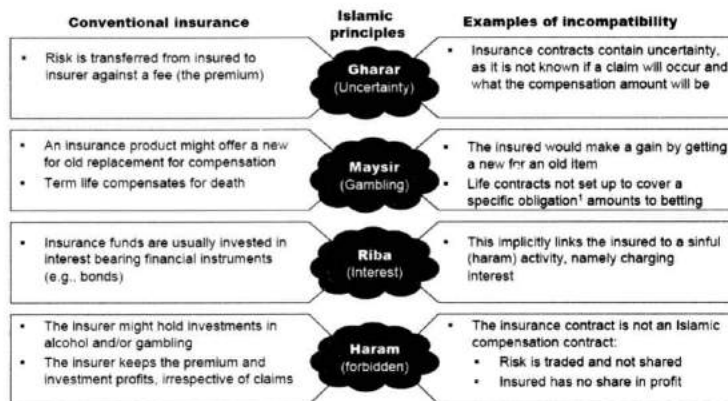 Conventional insurance
Islamic
principles
Examples of incompatibility
▪ Risk is transferred from insured to
insurer against a fee (the premium)
Gharar
(Uncertainty)
▪ Insurance contracts contain uncertainty,
as it is not known if a claim will occur and
what the compensation amount will be
▪ An insurance product might offer a new
for old replacement for compensation
▪ Term life compensates for death
Maysir
(Gambling)
▪ The insured would make a gain by getting
a new for an old item
▪ Life contracts not set up to cover a
specific obligation¹ amounts to betting
▪ Insurance funds are usually invested in
interest bearing financial instruments
(e.g., bonds)
Riba
(Interest)
▪ This implicitly links the insured to a sinful
(haram) activity, namely charging
interest
▪ The insurer might hold investments in
alcohol and/or gambling
▪ The insurer keeps the premium and
investment profits, irrespective of claims
Haram
(forbidden)
▪ The insurance contract is not an Islamic
compensation contract:
▪ Risk is traded and not shared
▪ Insured has no share in profit